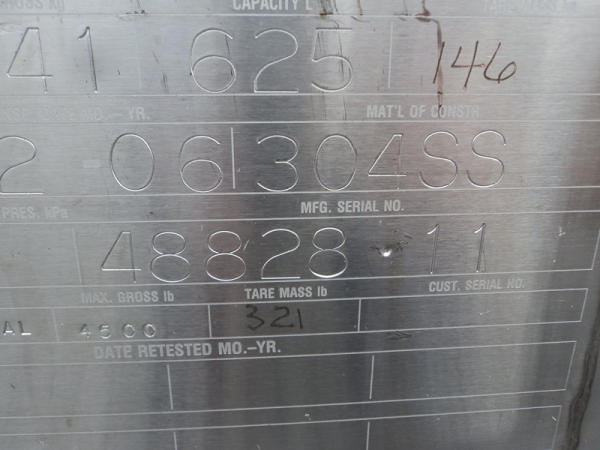 CAPACITY L
41 625 146
-YR. MAT'L OF CONSTR
2 06 304SS
PRES. kPa MFG. SERIAL NO.
48828 11
MAX. GROSS lb TARE MASS lb CUST. SERIAL NO.
AL 4500 321
DATE RETESTED MO.-YR.